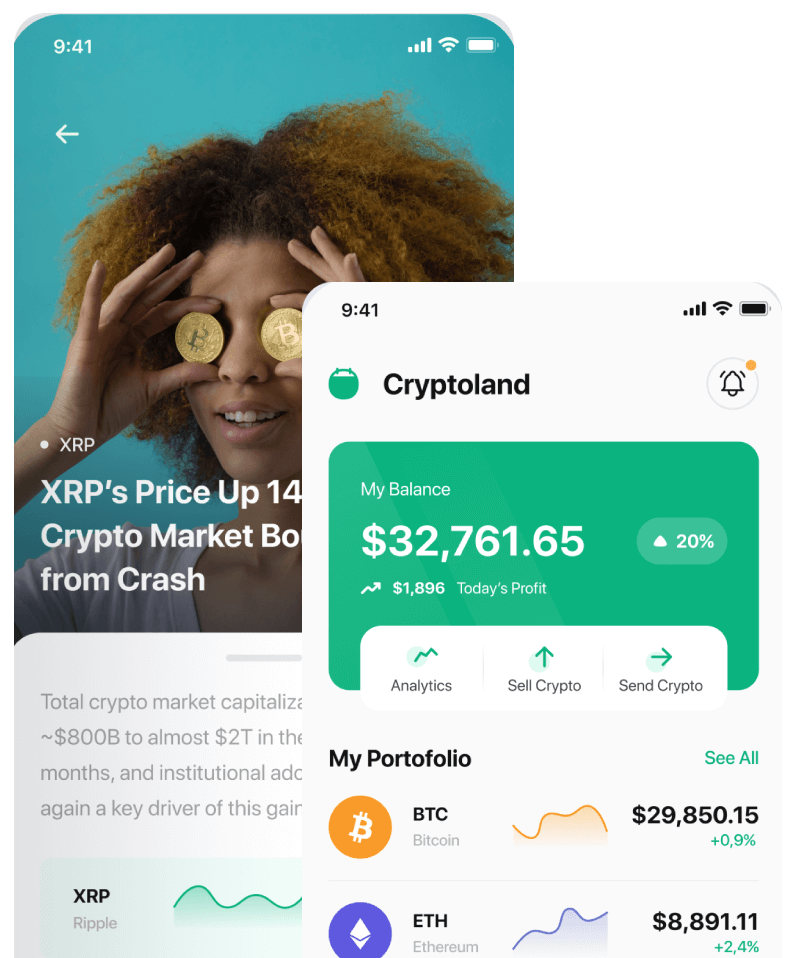 9:41
XRP
XRP's Price Up 14
Crypto Market Bo
from Crash
Total crypto market
~$800B to almost $2T in the
months, and institutional
again a key driver of this
XRP
Ripple
9:41
Cryptoland
My Balance
$32,761.65
20%
$1,896 Today's Profit
Analytics
Sell Crypto
Send Crypto
My Portofolio
See All
BTC
Bitcoin
$29,850.15
+0,9%
ETH
Ethereum
$8,891.11
+2,4%